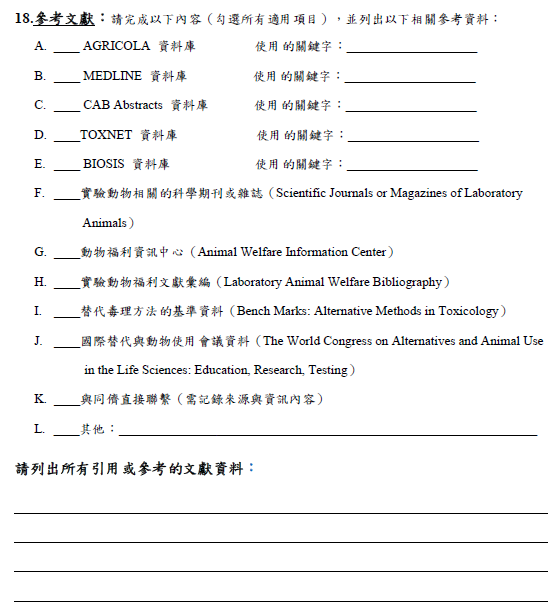 18.參考文獻：請完成以下內容（勾選所有適用項目），並列出以下相關參考資料：
A. ____ AGRICOLA 資料庫 使用的關鍵字：____________________
B. ____ MEDLINE 資料庫 使用的關鍵字：____________________
C. ____ CAB Abstracts 資料庫 使用的關鍵字：____________________
D. ____TOXNET 資料庫 使用的關鍵字：____________________
E. ____ BIOSIS 資料庫 使用的關鍵字：____________________
F. ____實驗動物相關的科學期刊或雜誌（Scientific Journals or Magazines of Laboratory
Animals）
G. ____動物福利資訊中心（Animal Welfare Information Center）
H. ____實驗動物福利文獻彙編（Laboratory Animal Welfare Bibliography）
I. ____替代毒理方法的基準資料（Bench Marks: Alternative Methods in Toxicology）
J. ____國際替代與動物使用會議資料（The World Congress on Alternatives and Animal Use
in the Life Sciences: Education, Research, Testing）
K. ____與同儕直接聯繫（需記錄來源與資訊內容）
L. ____其他：____________________
請列出所有引用或參考的文獻資料：